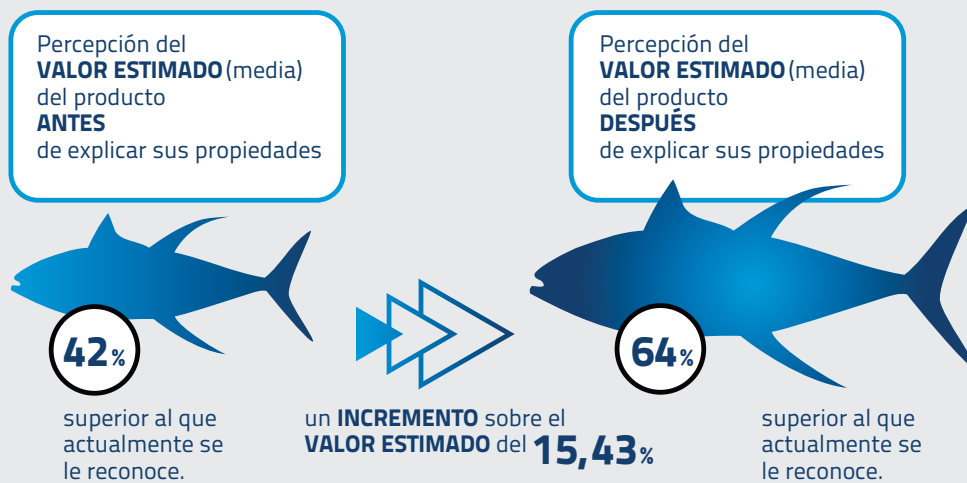 Percepción del
VALOR ESTIMADO (media)
del producto
ANTES
de explicar sus propiedades
Percepción del
VALOR ESTIMADO (media)
del producto
DESPUÉS
de explicar sus propiedades
42%
superior al que
actualmente se
le reconoce.
un INCREMENTO sobre el
VALOR ESTIMADO del 15,43%
64%
superior al que
actualmente se
le reconoce.